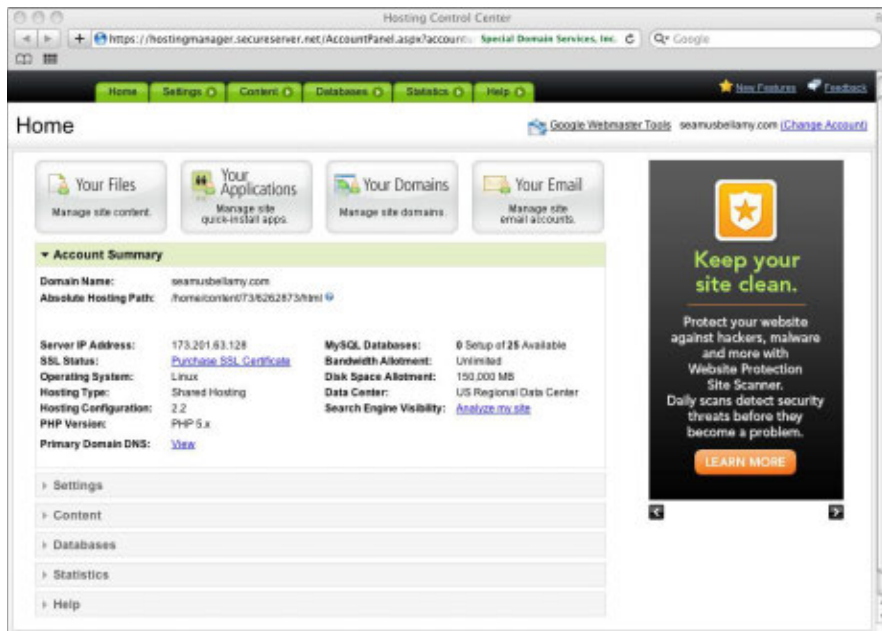 Hosting Control Center
https://hostingmanager.secureserver.net/AccountPanel.aspx?account
Special Domain Services, Inc.
Google
Home
Settings
Content
Databases
Statistics
Help
New Features
Feedback
Home
Google Webmaster Tools
seamusbellamy.com (Change Account)
Your Files
Manage site content.
Your
Applications
Manage site
quick-install apps.
Your Domains
Manage site domains.
Your Email
Manage site
email accounts.
Account Summary
Domain Name: seamusbellamy.com
Absolute Hosting Path: /home/content/73/6262873/html
Server IP Address: 173.201.63.128
SSL Status: Purchase SSL Certificate
Operating System: Linux
Hosting Type: Shared Hosting
Hosting Configuration: 2.2
PHP Version: PHP 5.x
Primary Domain DNS: View
MySQL Databases: 0 Setup of 25 Available
Bandwidth Allotment: Unlimited
Disk Space Allotment: 150,000 MB
Data Center: US Regional Data Center
Search Engine Visibility: Analyze my site
Settings
Content
Databases
Statistics
Help
Keep your
site clean.
Protect your website
against hackers, malware
and more with
Website Protection
Site Scanner.
Daily scans detect security
threats before they
become a problem.
LEARN MORE